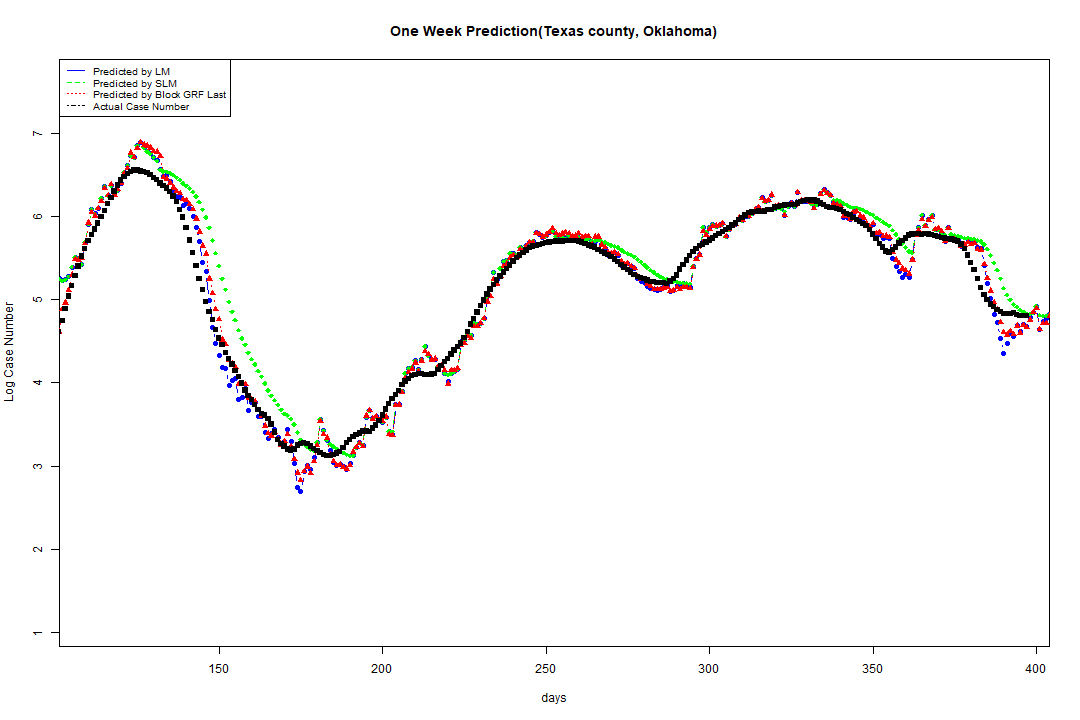 One Week Prediction(Texas county, Oklahoma)
Predicted by LM
Predicted by SLM
Predicted by Block GRF Last
Actual Case Number
7
6
5
4
3
2
1
Log Case Number
150 200 250 300 350 400
days